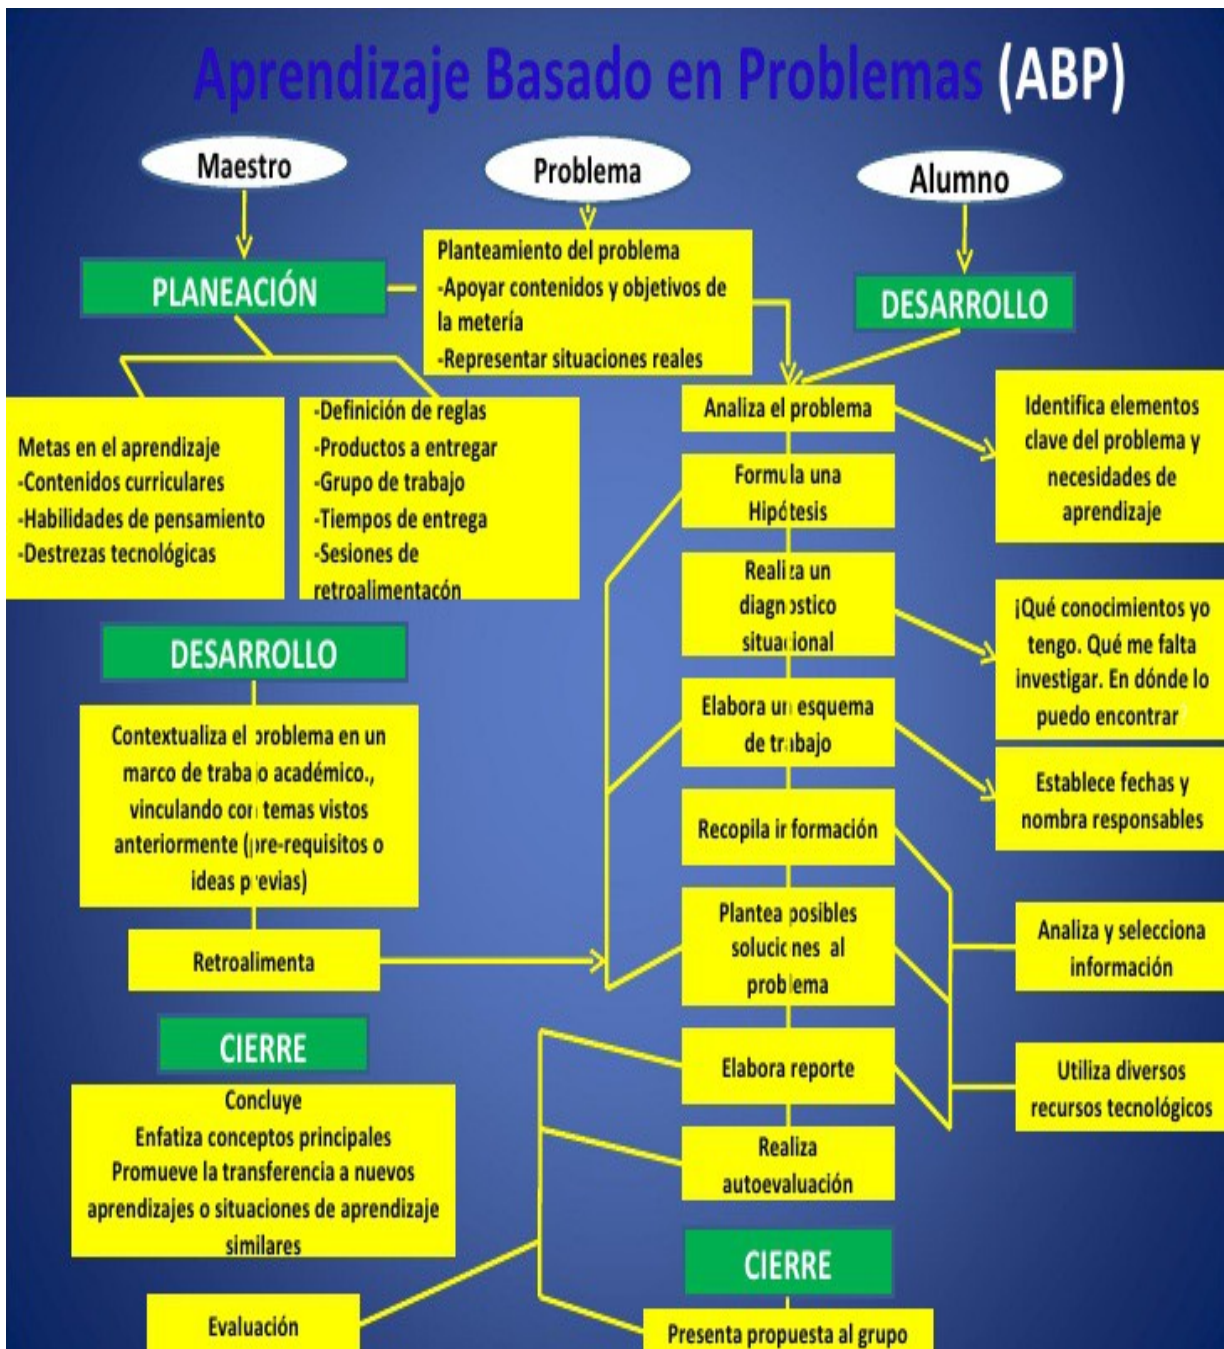 Aprendizaje Basado en Problemas (ABP)
Maestro
Problema
Alumno
PLANEACIÓN
Planteamiento del problema
-Apoyar contenidos y objetivos de
la metería
-Representar situaciones reales
DESARROLLO
Metas en el aprendizaje
-Contenidos curriculares
-Habilidades de pensamiento
-Destrezas tecnológicas
-Definición de reglas
-Productos a entregar
-Grupo de trabajo
-Tiempos de entrega
-Sesiones de
retroalimentacón
Analiza el problema
Identifica elementos
clave del problema y
necesidades de
aprendizaje
Formula una
Hipótesis
Realiza un
diagnostico
situacional
¡Qué conocimientos yo
tengo. Qué me falta
investigar. En dónde lo
puedo encontrar?
Elabora un esquema
de trabajo
Establece fechas y
nombra responsables
Recopila información
Plantea posibles
soluciones al
problema
Analiza y selecciona
información
Elabora reporte
Utiliza diversos
recursos tecnológicos
Realiza
autoevaluación
DESARROLLO
Contextualiza el problema en un
marco de trabajo académico.,
vinculando con temas vistos
anteriormente (pre-requisitos o
ideas previas)
Retroalimenta
CIERRE
Concluye
Enfatiza conceptos principales
Promueve la transferencia a nuevos
aprendizajes o situaciones de aprendizaje
similares
Evaluación
CIERRE
Presenta propuesta al grupo